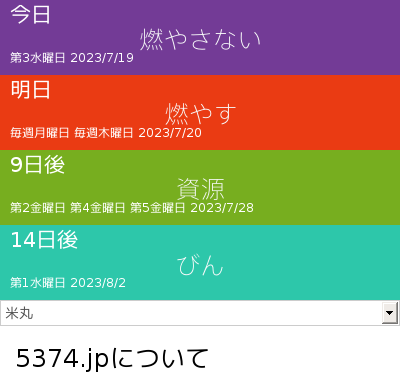 今日
燃やさない
第3水曜日 2023/7/19
明日
燃やす
毎週月曜日 毎週木曜日 2023/7/20
9日後
資源
第2金曜日 第4金曜日 第5金曜日 2023/7/28
14日後
びん
第1水曜日 2023/8/2
米丸
5374.jpについて